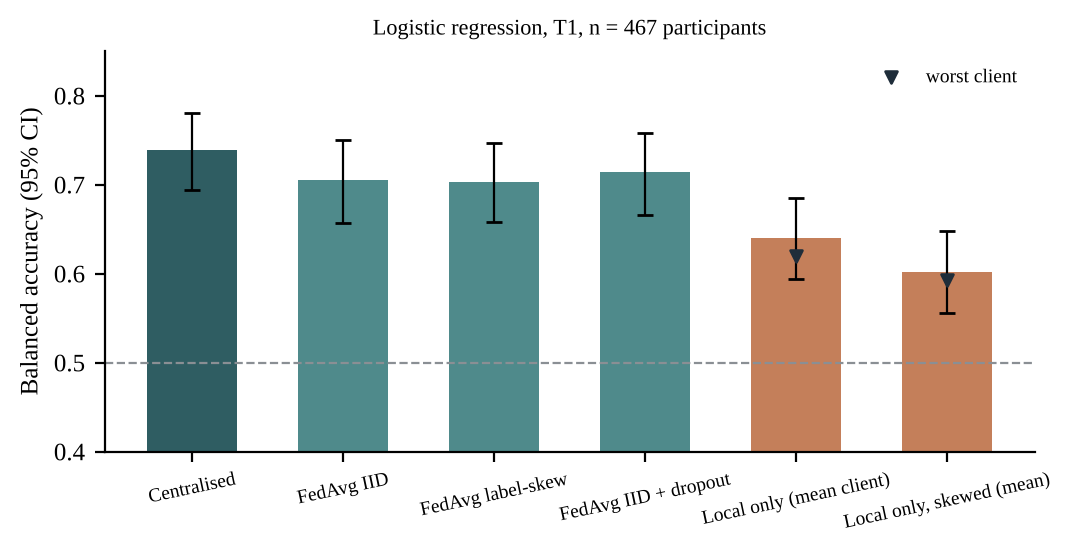 Logistic regression, T1, n = 467 participants
worst client
Balanced accuracy (95% CI)
0.8
0.7
0.6
0.5
0.4
Centralised
FedAvg IID
FedAvg label-skew
FedAvg IID + dropout
Local only (mean client)
Local only, skewed (mean)